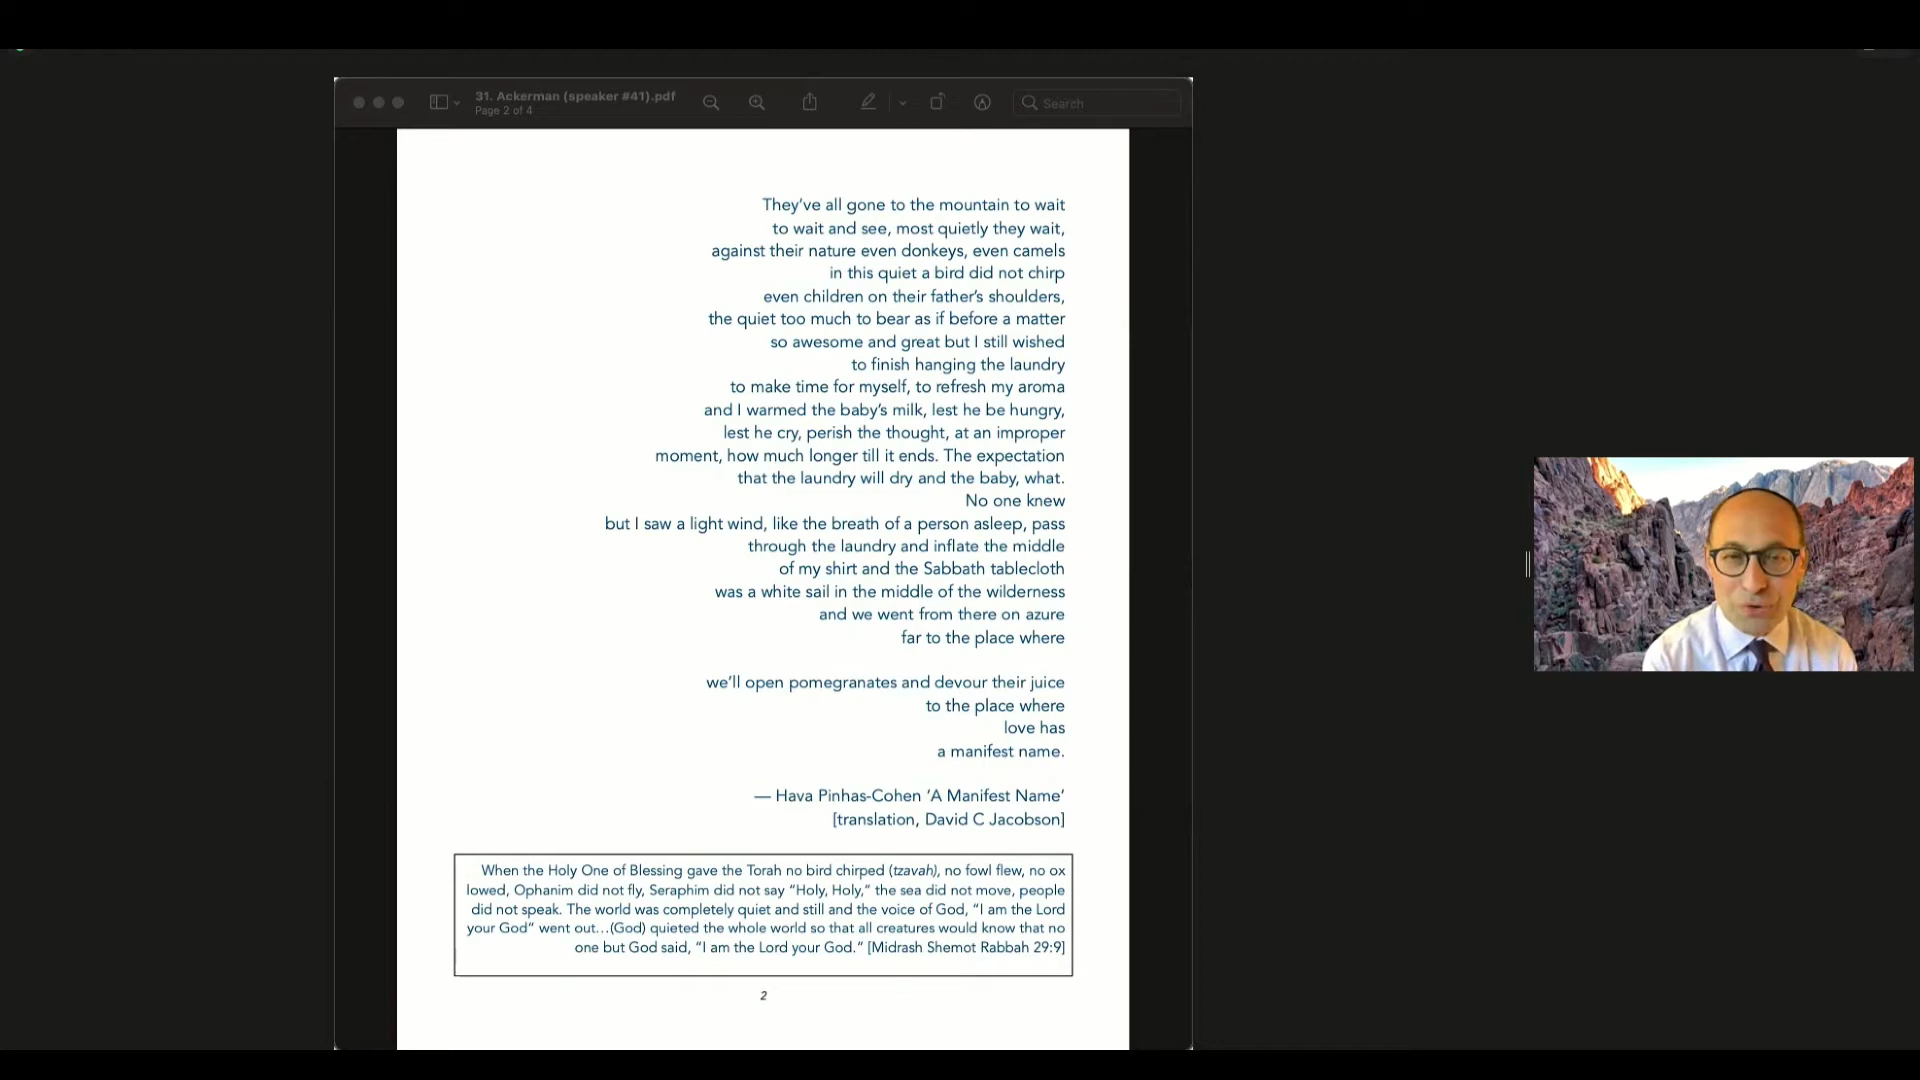 31. Ackerman (speaker #41).pdf
Page 2 of 4
Search
They’ve all gone to the mountain to wait
to wait and see, most quietly they wait,
against their nature even donkeys, even camels
in this quiet a bird did not chirp
even children on their father’s shoulders,
the quiet too much to bear as if before a matter
so awesome and great but I still wished
to finish hanging the laundry
to make time for myself, to refresh my aroma
and I warmed the baby’s milk, lest he be hungry,
lest he cry, perish the thought, at an improper
moment, how much longer till it ends. The expectation
that the laundry will dry and the baby, what.
No one knew
but I saw a light wind, like the breath of a person asleep, pass
through the laundry and inflate the middle
of my shirt and the Sabbath tablecloth
was a white sail in the middle of the wilderness
and we went from there on azure
far to the place where
we’ll open pomegranates and devour their juice
to the place where
love has
a manifest name.
— Hava Pinhas-Cohen ‘A Manifest Name’
[translation, David C Jacobson]
When the Holy One of Blessing gave the Torah no bird chirped (tzavah), no fowl flew, no ox
lowed, Ophanim did not fly, Seraphim did not say “Holy, Holy,” the sea did not move, people
did not speak. The world was completely quiet and still and the voice of God, “I am the Lord
your God” went out…(God) quieted the whole world so that all creatures would know that no
one but God said, “I am the Lord your God.” [Midrash Shemot Rabbah 29:9]
2